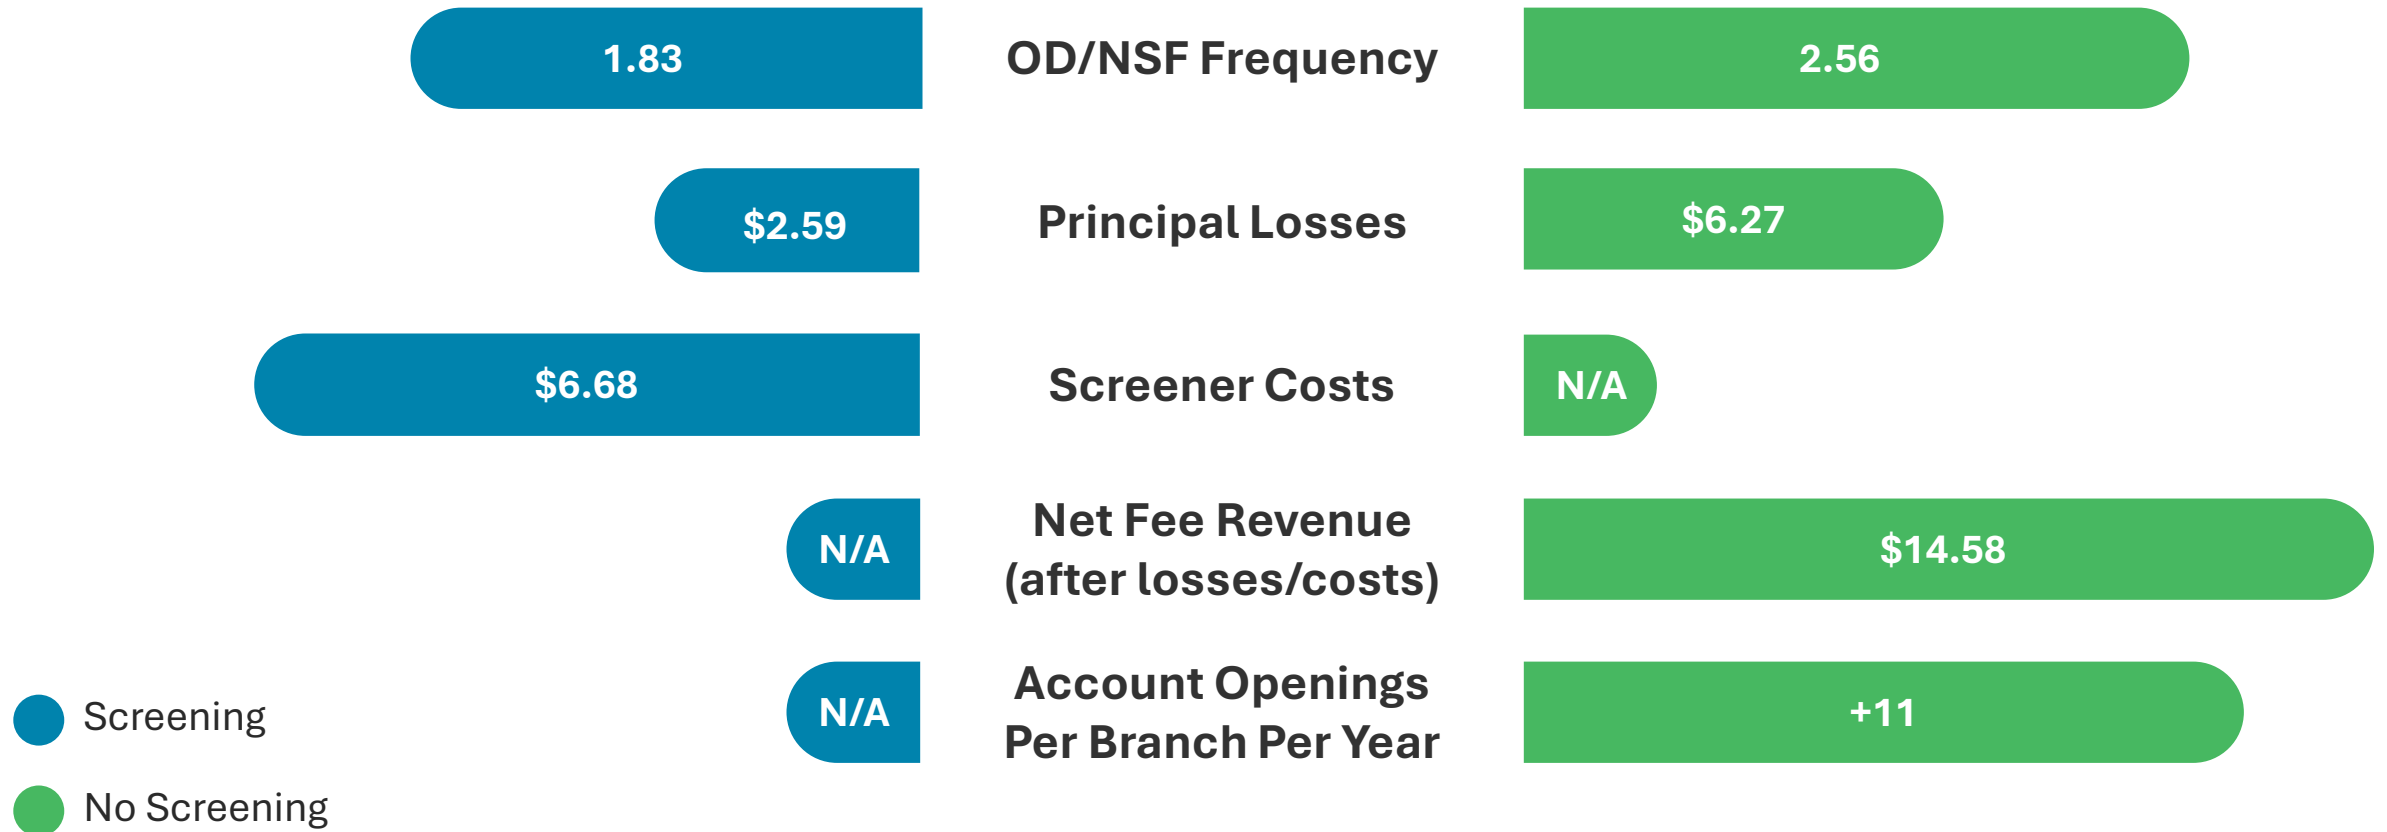 1.83
OD/NSF Frequency
2.56
$2.59
Principal Losses
$6.27
$6.68
Screener Costs
N/A
N/A
Net Fee Revenue
(after losses/costs)
$14.58
N/A
Account Openings
Per Branch Per Year
+11
Screening
No Screening